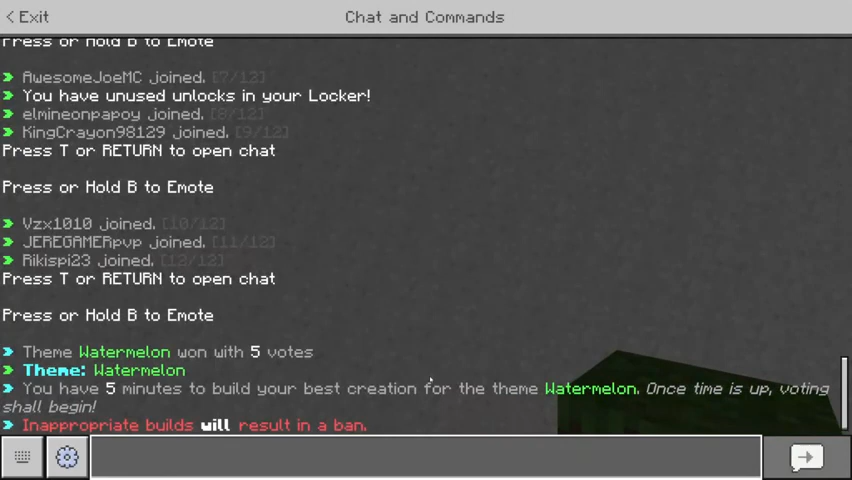 < Exit
Chat and Commands
Press or Hold B to Emote
> AwesomeJoeMC joined. [7/12]
> You have unused unlocks in your Locker!
> elmineonpapoy joined. [8/12]
> KingCrayon98129 joined. [9/12]
Press T or RETURN to open chat
Press or Hold B to Emote
> Vzx1010 joined. [10/12]
> JEREGAMERpvp joined. [11/12]
> Rikispi23 joined. [12/12]
Press T or RETURN to open chat
Press or Hold B to Emote
> Theme Watermelon won with 5 votes
> Theme: Watermelon
> You have 5 minutes to build your best creation for the theme Watermelon. Once time is up, voting
shall begin!
> Inappropriate builds will result in a ban.